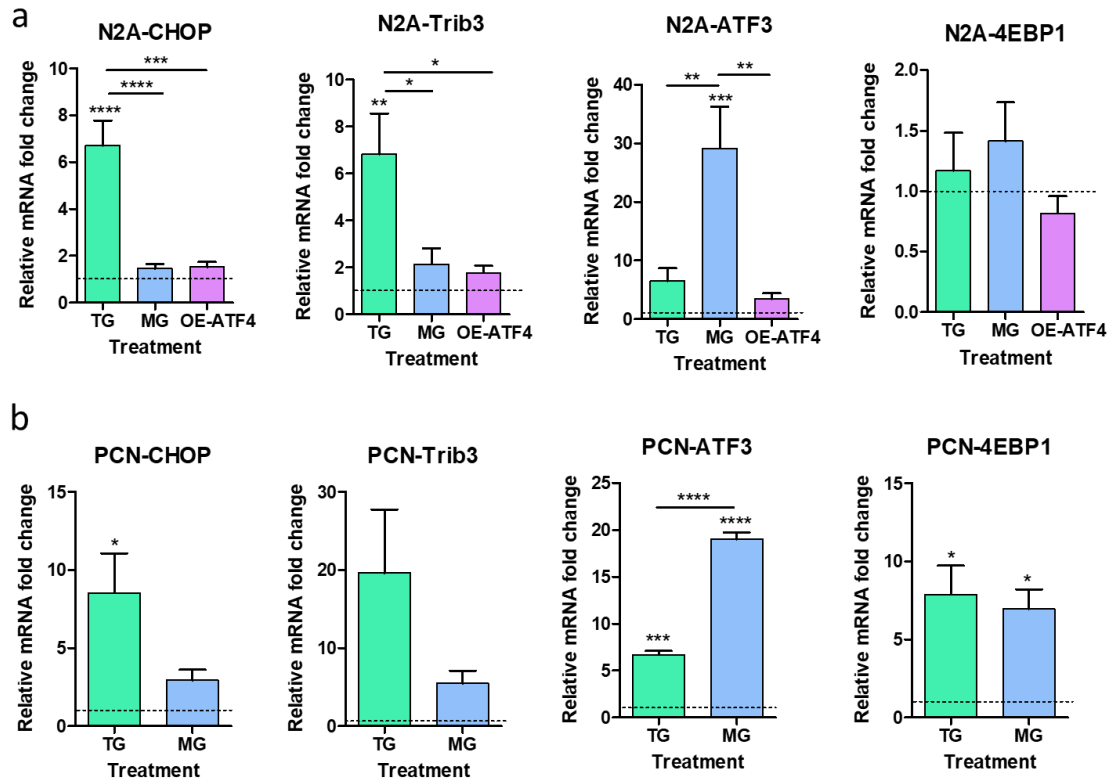 a
N2A-CHOP
N2A-Trib3
N2A-ATF3
N2A-4EBP1
Relative mRNA fold change
10
8
6
4
2
0
****
****
***
TG
MG
OE-ATF4
Treatment
Relative mRNA fold change
10
8
6
4
2
0
**
*
*
TG
MG
OE-ATF4
Treatment
Relative mRNA fold change
40
30
20
10
0
**
**
***
TG
MG
OE-ATF4
Treatment
Relative mRNA fold change
2.0
1.5
1.0
0.5
0.0
TG
MG
OE-ATF4
Treatment
b
PCN-CHOP
PCN-Trib3
PCN-ATF3
PCN-4EBP1
Relative mRNA fold change
15
10
5
0
*
TG
MG
Treatment
Relative mRNA fold change
30
20
10
0
TG
MG
Treatment
Relative mRNA fold change
25
20
15
10
5
0
****
****
***
TG
MG
Treatment
Relative mRNA fold change
15
10
5
0
*
*
TG
MG
Treatment